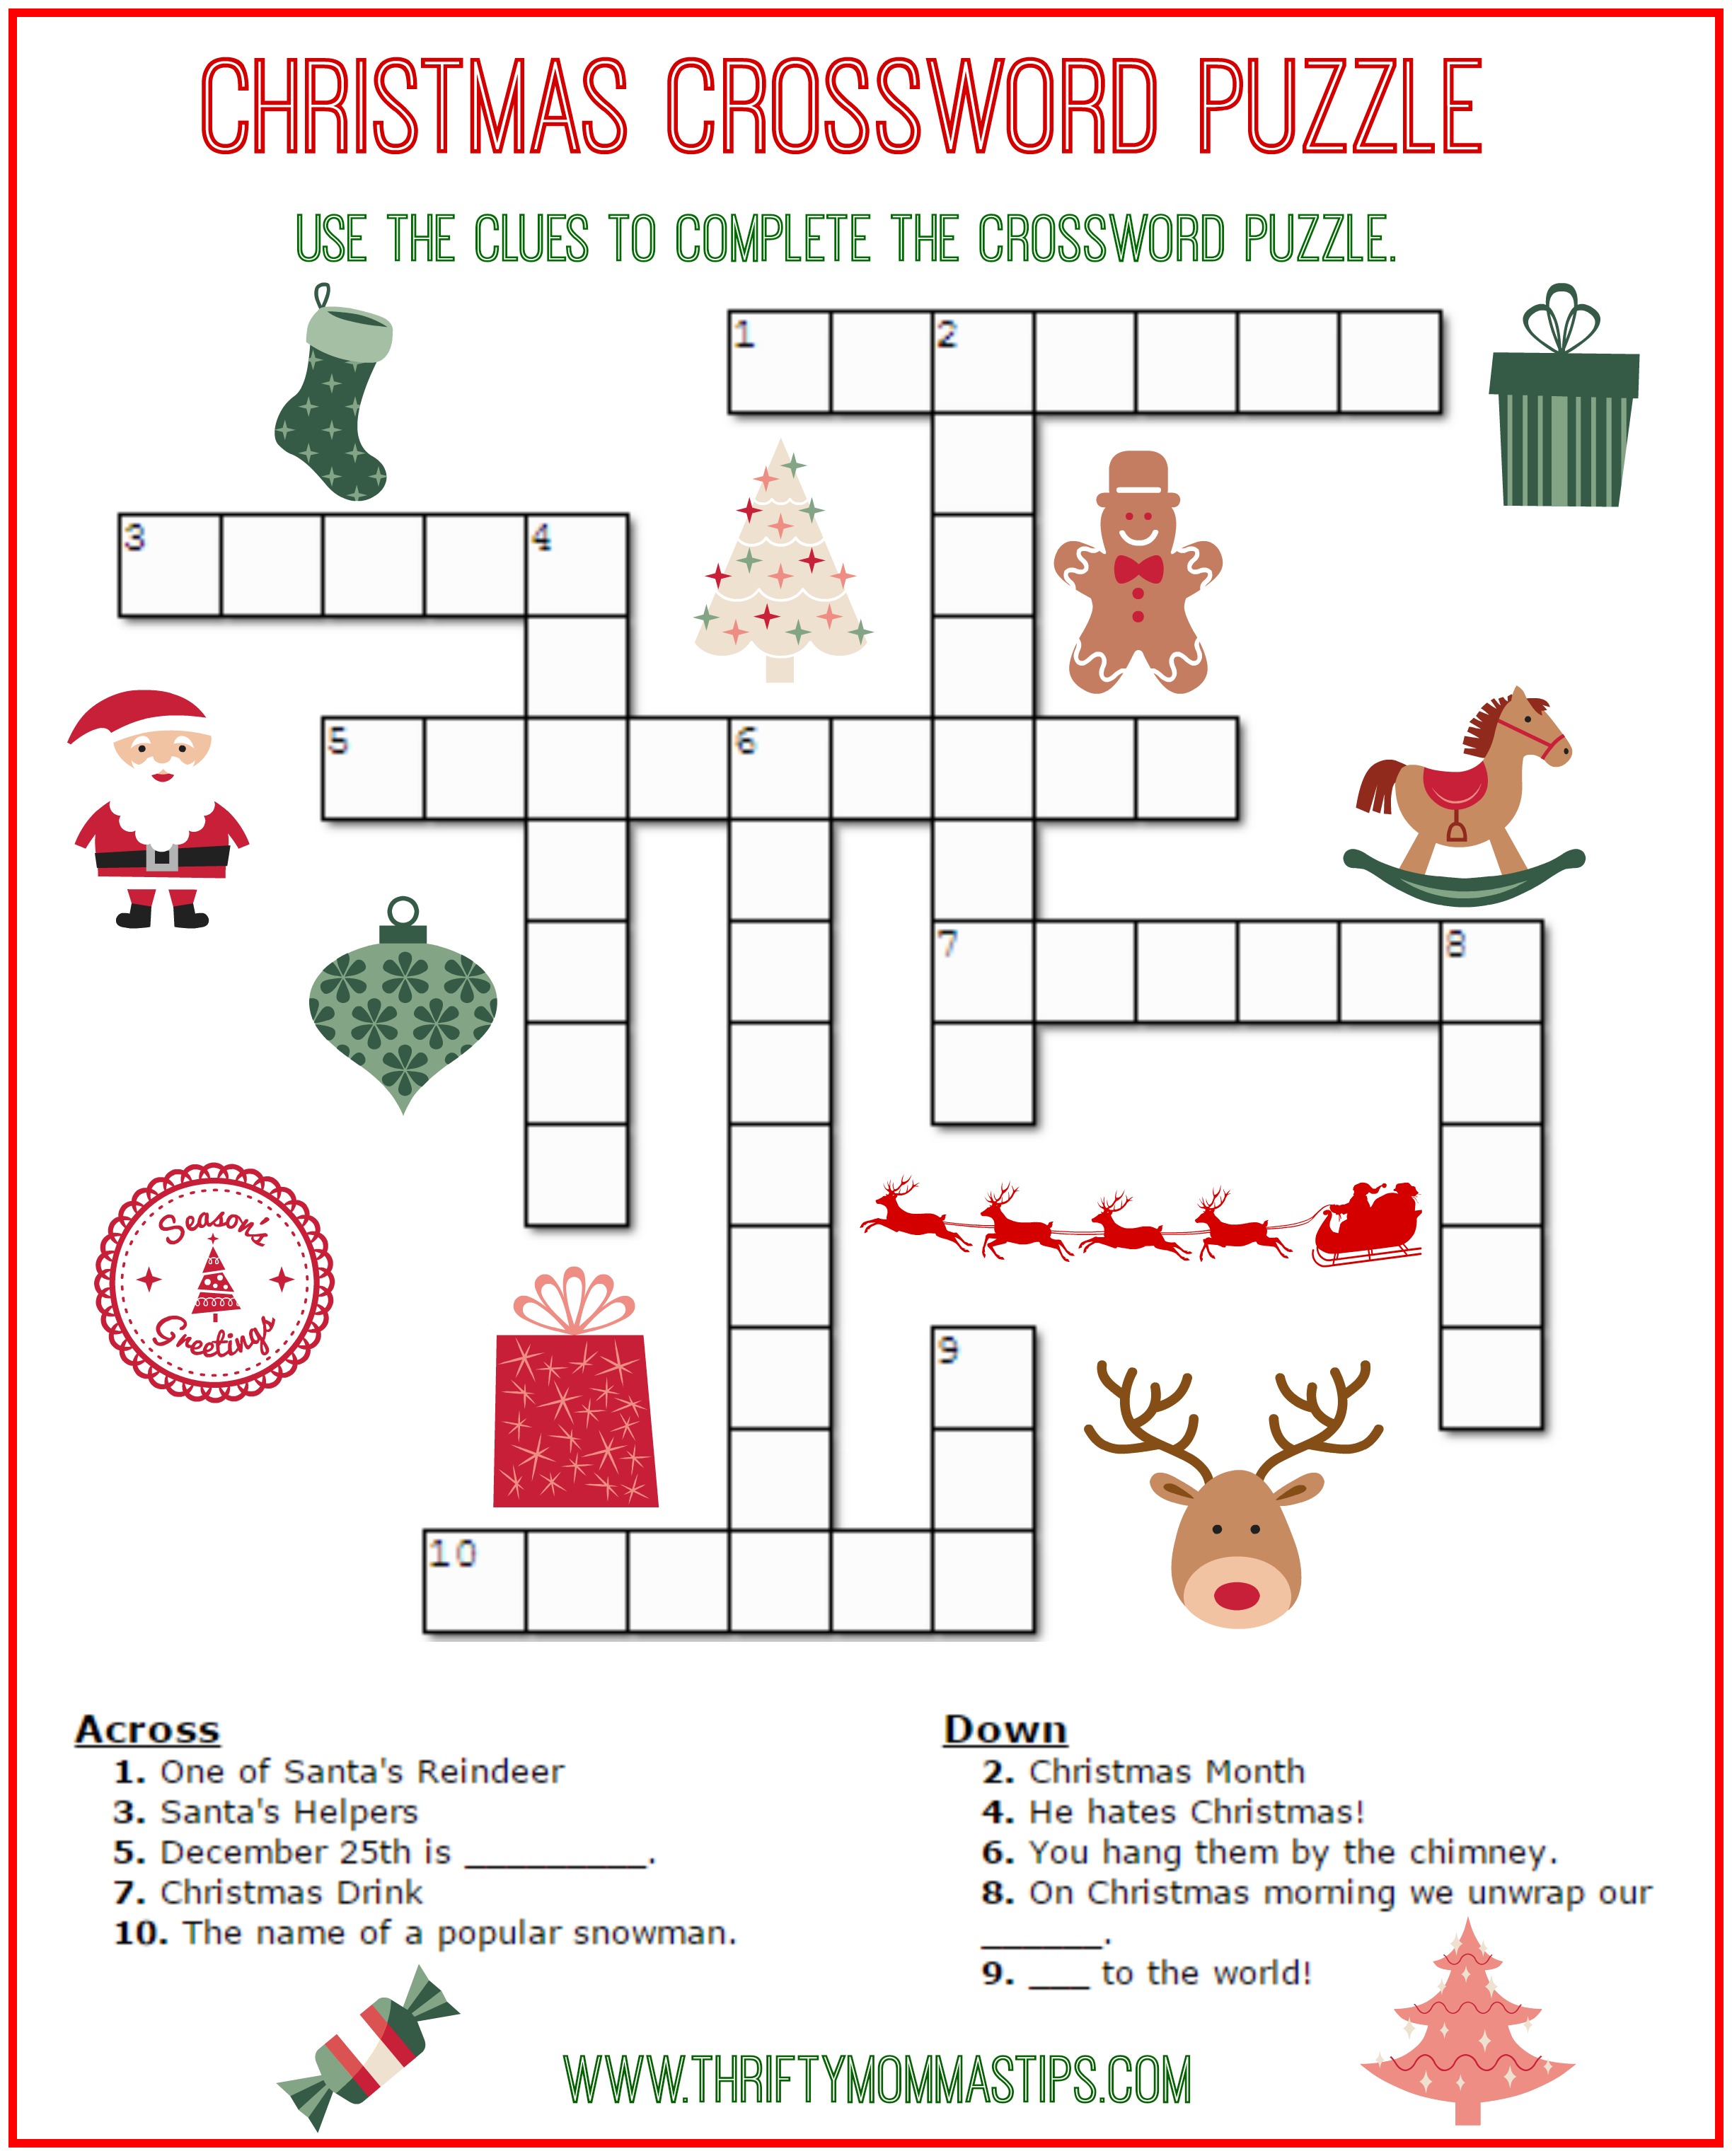 CHRISTMAS CROSSWORD PUZZLE
USE THE CLUES TO COMPLETE THE CROSSWORD PUZZLE.
1 2
3 4
5 6
7 8
Season's
Greetings
9
10
Across
1. One of Santa's Reindeer
3. Santa's Helpers
5. December 25th is _________.
7. Christmas Drink
10. The name of a popular snowman.
Down
2. Christmas Month
4. He hates Christmas!
6. You hang them by the chimney.
8. On Christmas morning we unwrap our
______.
9. ___ to the world!
WWW.THRIFTYMOMMASTIPS.COM